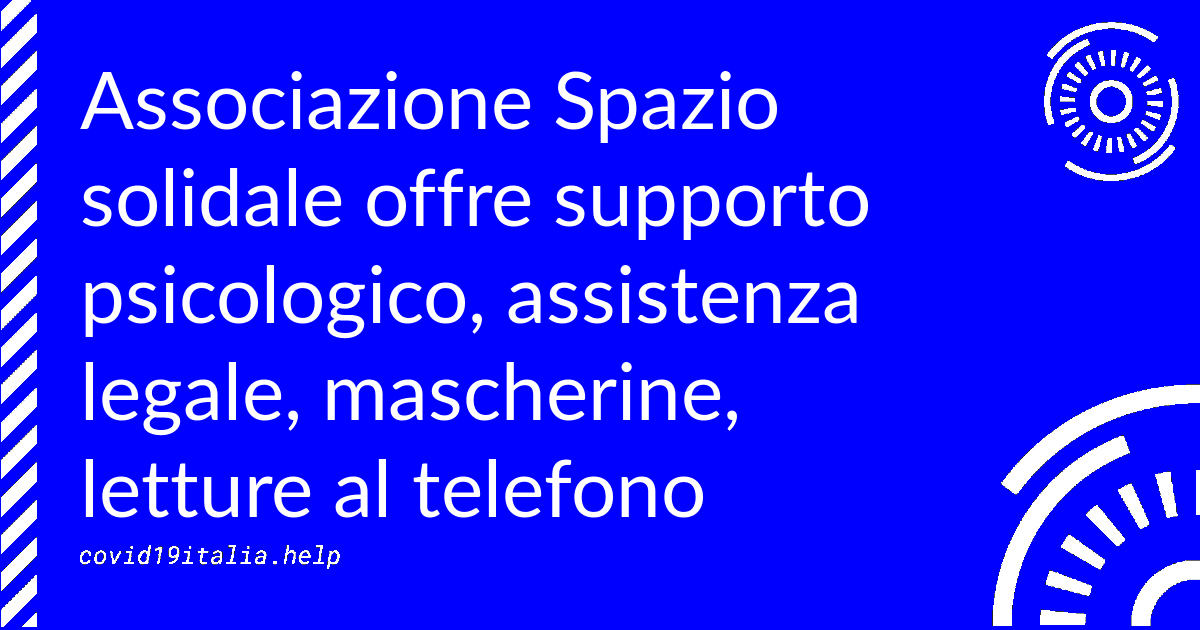 Associazione Spazio
solidale offre supporto
psicologico, assistenza
legale, mascherine,
letture al telefono
covid19italia.help